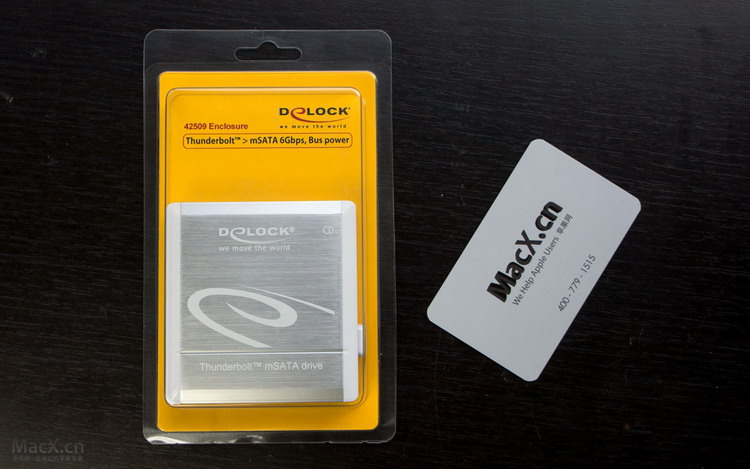 DeLOCK®
we move the world
42509 Enclosure
Thunderbolt™ > mSATA 6Gbps, Bus power
DeLOCK®
we move the world
Thunderbolt™ mSATA drive
MacX.cn
We Help Apple Users 苹果网
400 - 779 - 1515
MacX.cn